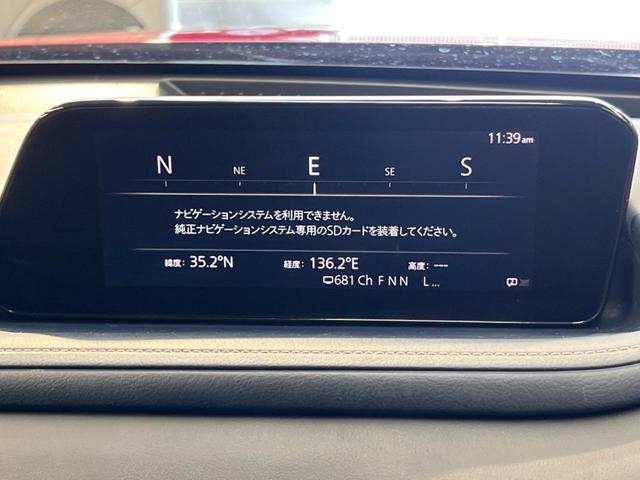 11:39am
N NE E SE S
ナビゲーションシステムを利用できません。
純正ナビゲーションシステム専用のSDカードを装着してください。
緯度: 35.2°N 経度: 136.2°E 高度: ---
681 Ch F N N L ...